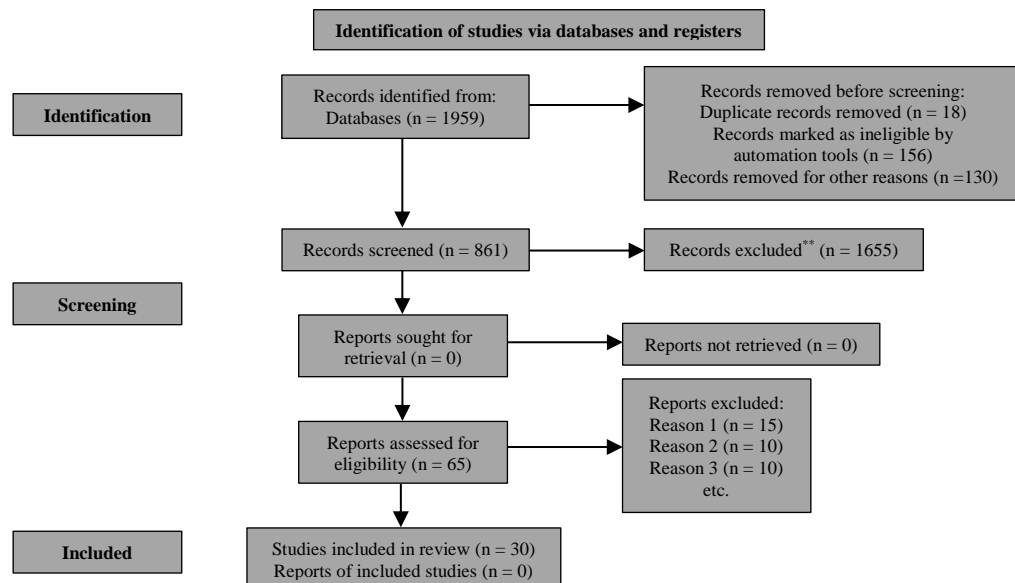 Identification of studies via databases and registers
Identification
Records identified from:
Databases (n = 1959)
Records removed before screening:
Duplicate records removed (n = 18)
Records marked as ineligible by
automation tools (n = 156)
Records removed for other reasons (n =130)
Screening
Records screened (n = 861)
Records excluded** (n = 1655)
Reports sought for
retrieval (n = 0)
Reports not retrieved (n = 0)
Reports assessed for
eligibility (n = 65)
Reports excluded:
Reason 1 (n = 15)
Reason 2 (n = 10)
Reason 3 (n = 10)
etc.
Included
Studies included in review (n = 30)
Reports of included studies (n = 0)